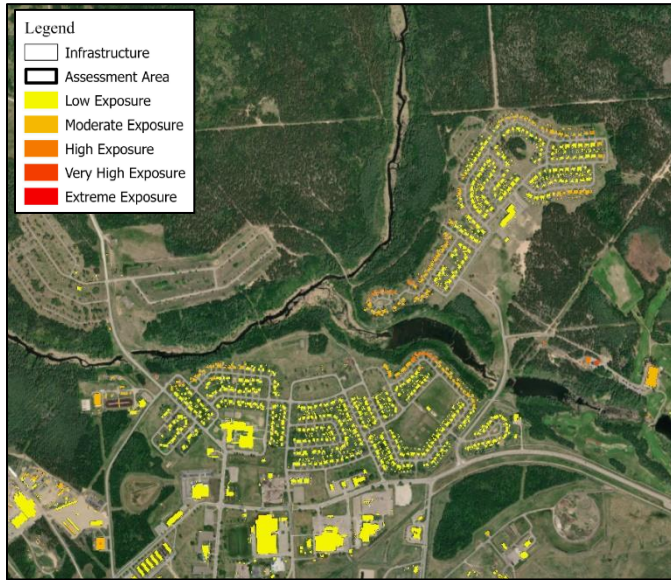 Legend
Infrastructure
Assessment Area
Low Exposure
Moderate Exposure
High Exposure
Very High Exposure
Extreme Exposure